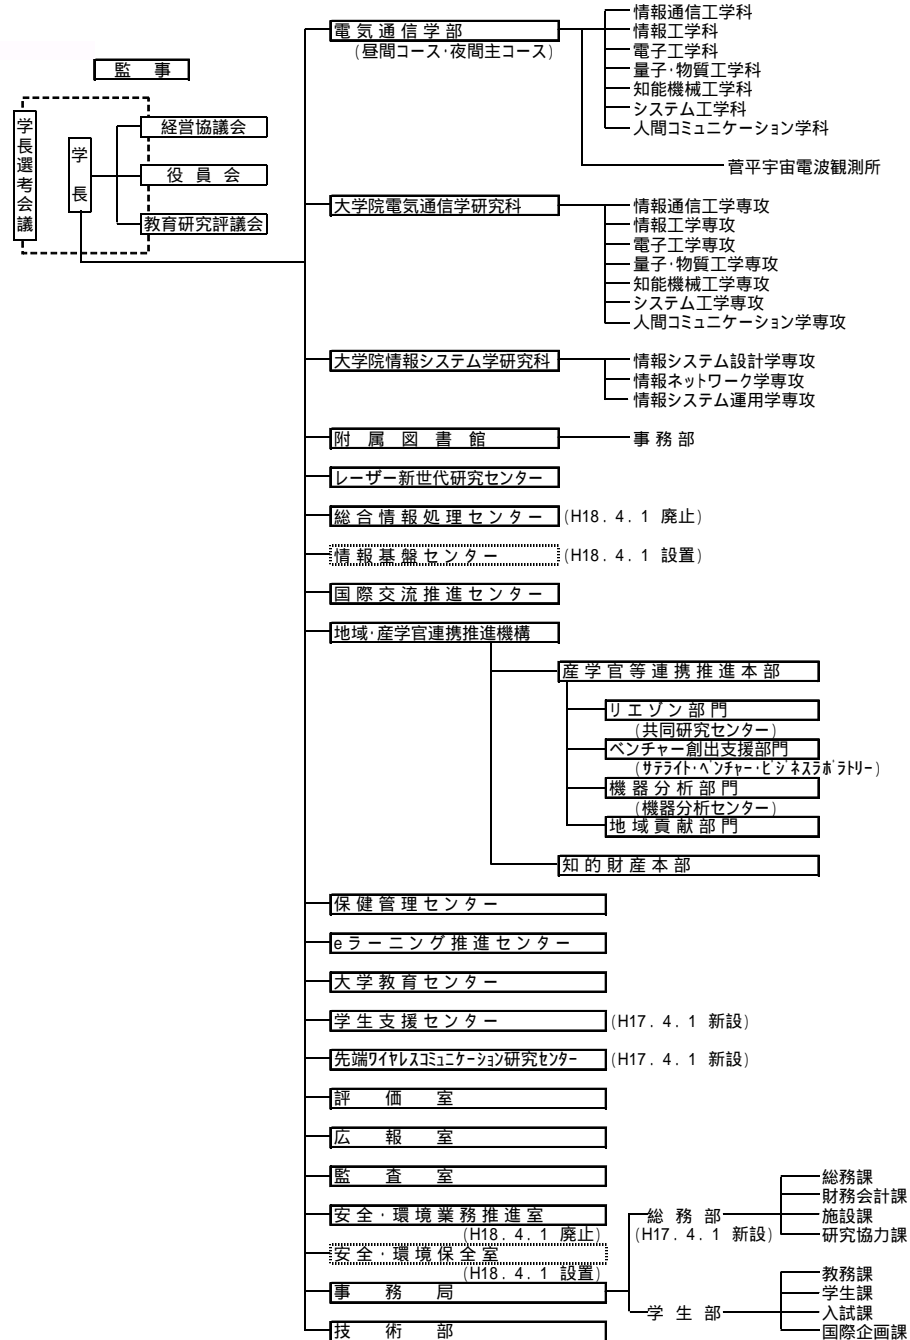 監事
学長選考会議
学長
経営協議会
役員会
教育研究評議会
電気通信学部
(昼間コース・夜間主コース)
情報通信工学科
情報工学科
電子工学科
量子・物質工学科
知能機械工学科
システム工学科
人間コミュニケーション学科
菅平宇宙電波観測所
大学院電気通信学研究科
情報通信工学専攻
情報工学専攻
電子工学専攻
量子・物質工学専攻
知能機械工学専攻
システム工学専攻
人間コミュニケーション学専攻
大学院情報システム学研究科
情報システム設計学専攻
情報ネットワーク学専攻
情報システム運用学専攻
附属図書館
事務部
レーザー新世代研究センター
総合情報処理センター (H18.4.1 廃止)
情報基盤センター (H18.4.1 設置)
国際交流推進センター
地域・産学官連携推進機構
産学官等連携推進本部
リエゾン部門
(共同研究センター)
ベンチャー創出支援部門
(ｻﾃﾗｲﾄ・ﾍﾞﾝﾁｬｰ・ﾋﾞｼﾞﾈｽﾗﾎﾞﾗﾄﾘｰ)
機器分析部門
(機器分析センター)
地域貢献部門
知的財産本部
保健管理センター
eラーニング推進センター
大学教育センター
学生支援センター (H17.4.1 新設)
先端ﾜｲﾔﾚｽｺﾐｭﾆｹｰｼｮﾝ研究ｾﾝﾀｰ (H17.4.1 新設)
評価室
広報室
監査室
安全・環境業務推進室
(H18.4.1 廃止)
安全・環境保全室
(H18.4.1 設置)
事務局
総務部
(H17.4.1 新設)
総務課
財務会計課
施設課
研究協力課
学生部
教務課
学生課
入試課
国際企画課
技術部